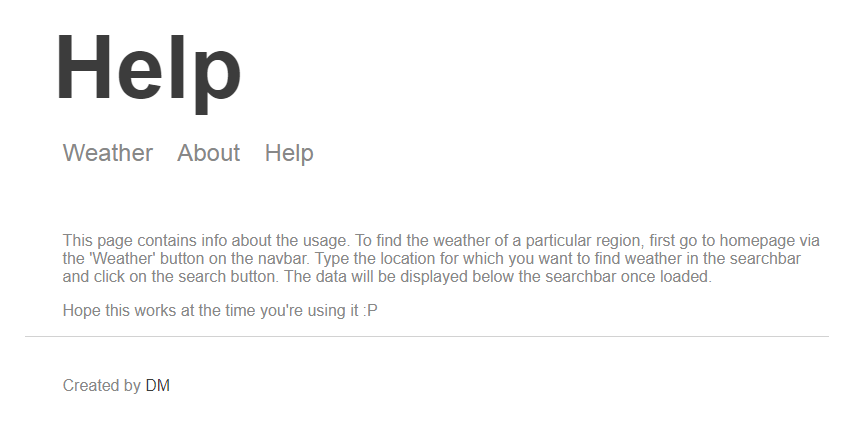 Help
Weather About Help
This page contains info about the usage. To find the weather of a particular region, first go to homepage via
the 'Weather' button on the navbar. Type the location for which you want to find weather in the searchbar
and click on the search button. The data will be displayed below the searchbar once loaded.
Hope this works at the time you're using it :P
Created by DM